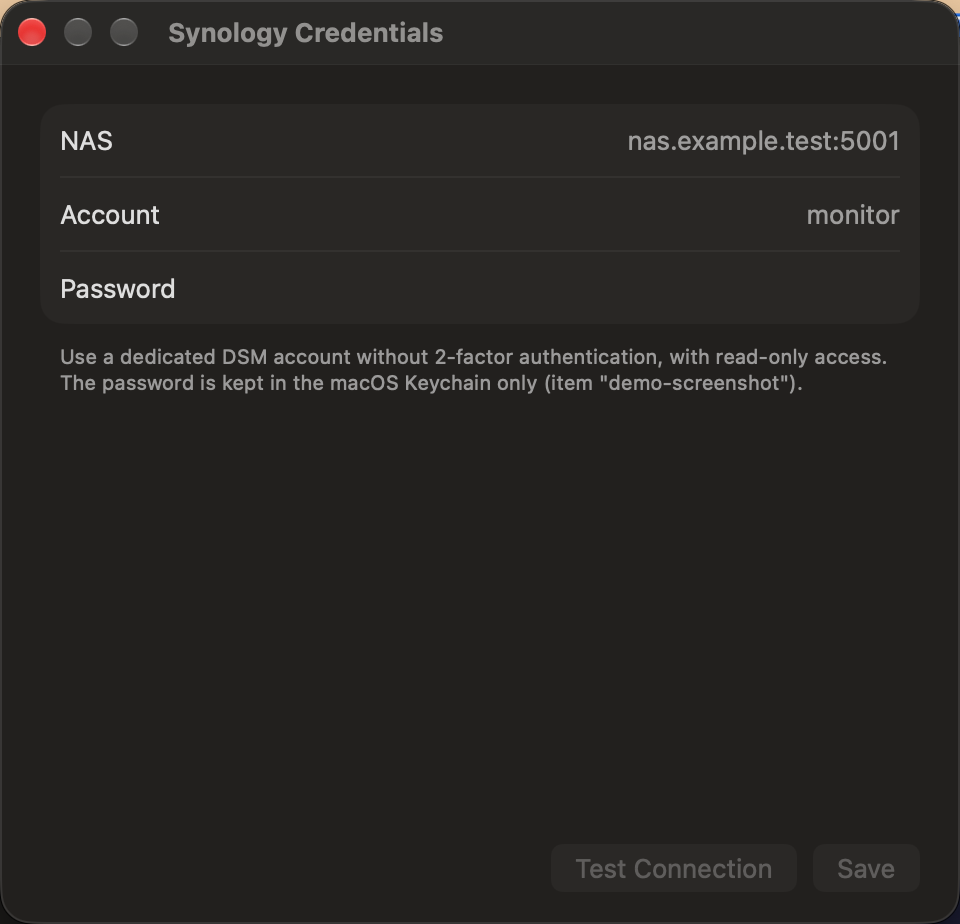 Synology Credentials
NAS
nas.example.test:5001
Account
monitor
Password
Use a dedicated DSM account without 2-factor authentication, with read-only access.
The password is kept in the macOS Keychain only (item "demo-screenshot").
Test Connection
Save